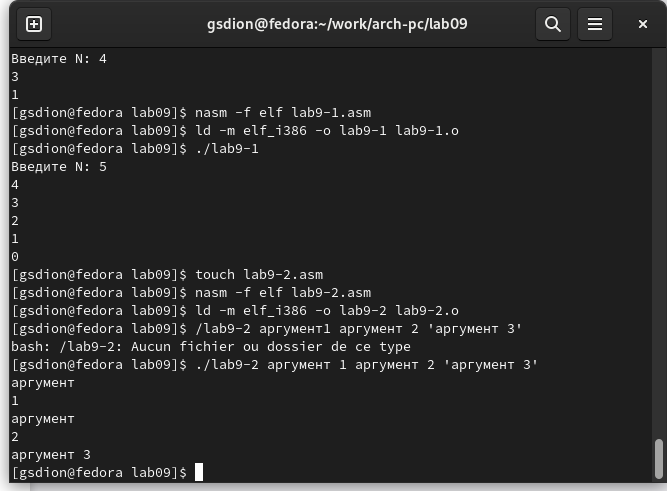 gsdion@fedora:~/work/arch-pc/lab09
Введите N: 4
3
1
[gsdion@fedora lab09]$ nasm -f elf lab9-1.asm
[gsdion@fedora lab09]$ ld -m elf_i386 -o lab9-1 lab9-1.o
[gsdion@fedora lab09]$ ./lab9-1
Введите N: 5
4
3
2
1
0
[gsdion@fedora lab09]$ touch lab9-2.asm
[gsdion@fedora lab09]$ nasm -f elf lab9-2.asm
[gsdion@fedora lab09]$ ld -m elf_i386 -o lab9-2 lab9-2.o
[gsdion@fedora lab09]$ /lab9-2 аргумент1 аргумент 2 'аргумент 3'
bash: /lab9-2: Aucun fichier ou dossier de ce type
[gsdion@fedora lab09]$ ./lab9-2 аргумент 1 аргумент 2 'аргумент 3'
аргумент
1
аргумент
2
аргумент 3
[gsdion@fedora lab09]$